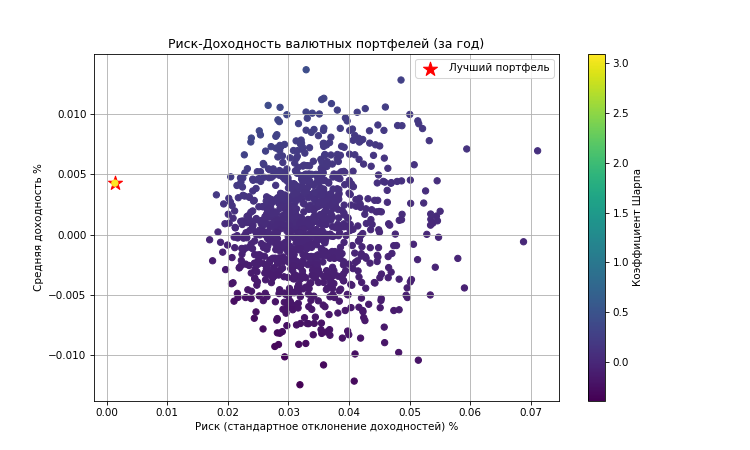 Риск-Доходность валютных портфелей (за год)
Лучший портфель
Средняя доходность %
0.010
0.005
0.000
−0.005
−0.010
0.00 0.01 0.02 0.03 0.04 0.05 0.06 0.07
Риск (стандартное отклонение доходностей) %
3.0
2.5
2.0
1.5
1.0
0.5
0.0
Коэффициент Шарпа